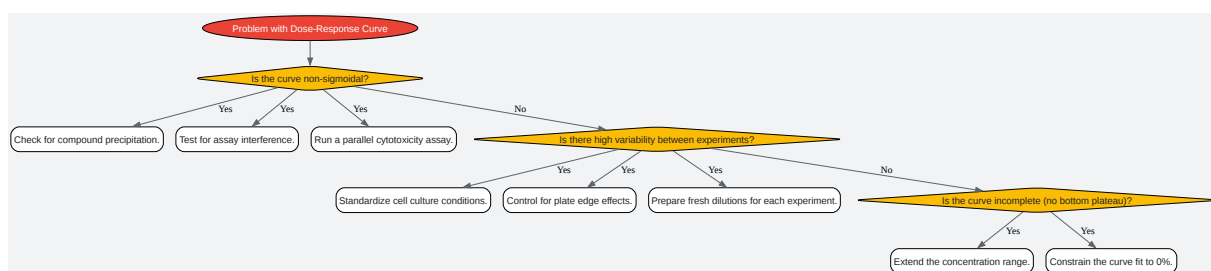 Problem with Dose-Response Curve
Is the curve non-sigmoidal?
Yes
Yes
Yes
No
Check for compound precipitation.
Test for assay interference.
Run a parallel cytotoxicity assay.
Is there high variability between experiments?
Yes
Yes
Yes
No
Standardize cell culture conditions.
Control for plate edge effects.
Prepare fresh dilutions for each experiment.
Is the curve incomplete (no bottom plateau)?
Yes
Yes
Extend the concentration range.
Constrain the curve fit to 0%.